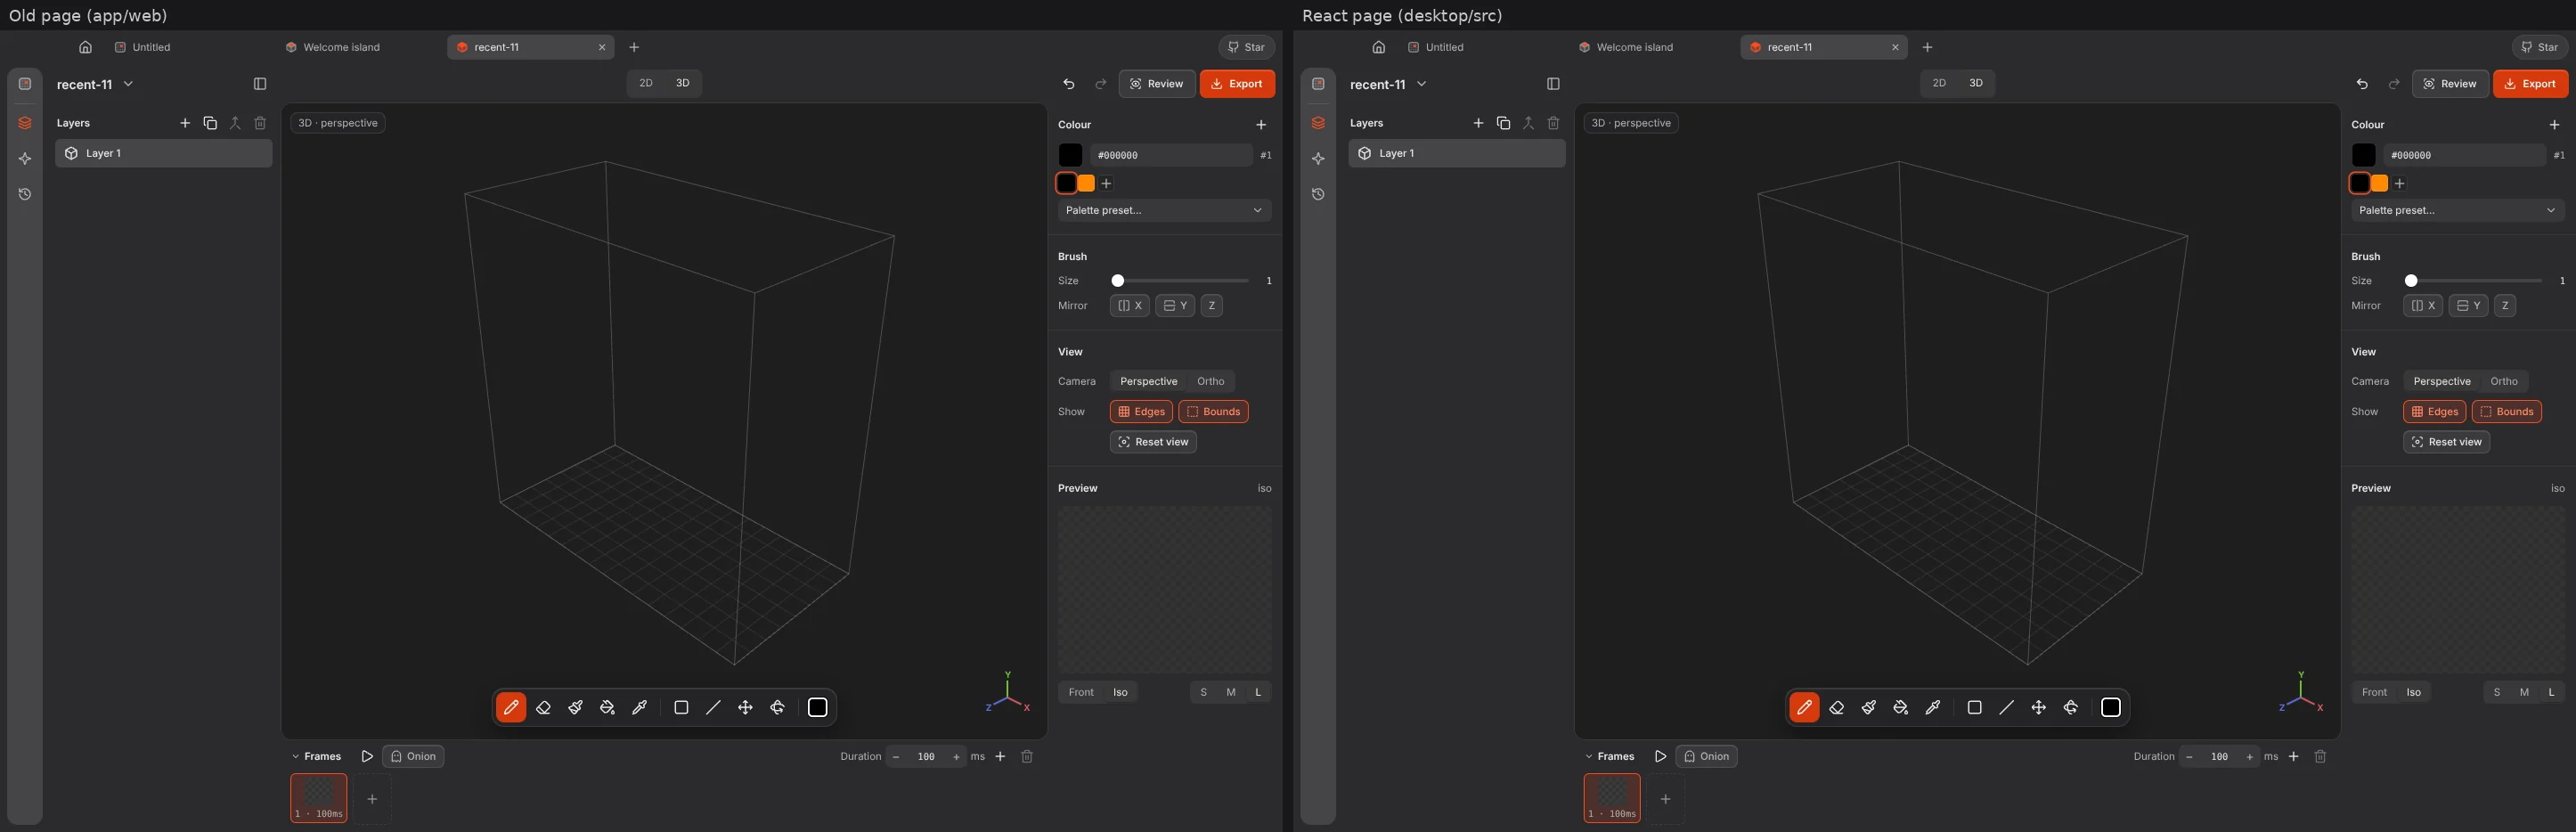 Old page (app/web)
Untitled
Welcome island
recent-11
Star
recent-11
2D 3D
Review
Export
Layers
Layer 1
3D · perspective
Colour
#000000 #1
Palette preset...
Brush
Size 1
Mirror X Y Z
View
Camera Perspective Ortho
Show Edges Bounds
Reset view
Preview iso
Front Iso S M L
Y
Z X
Frames Onion Duration − 100 + ms
1 · 100ms
React page (desktop/src)
Untitled
Welcome island
recent-11
Star
recent-11
2D 3D
Review
Export
Layers
Layer 1
3D · perspective
Colour
#000000 #1
Palette preset...
Brush
Size 1
Mirror X Y Z
View
Camera Perspective Ortho
Show Edges Bounds
Reset view
Preview iso
Front Iso S M L
Y
Z X
Frames Onion Duration − 100 + ms
1 · 100ms